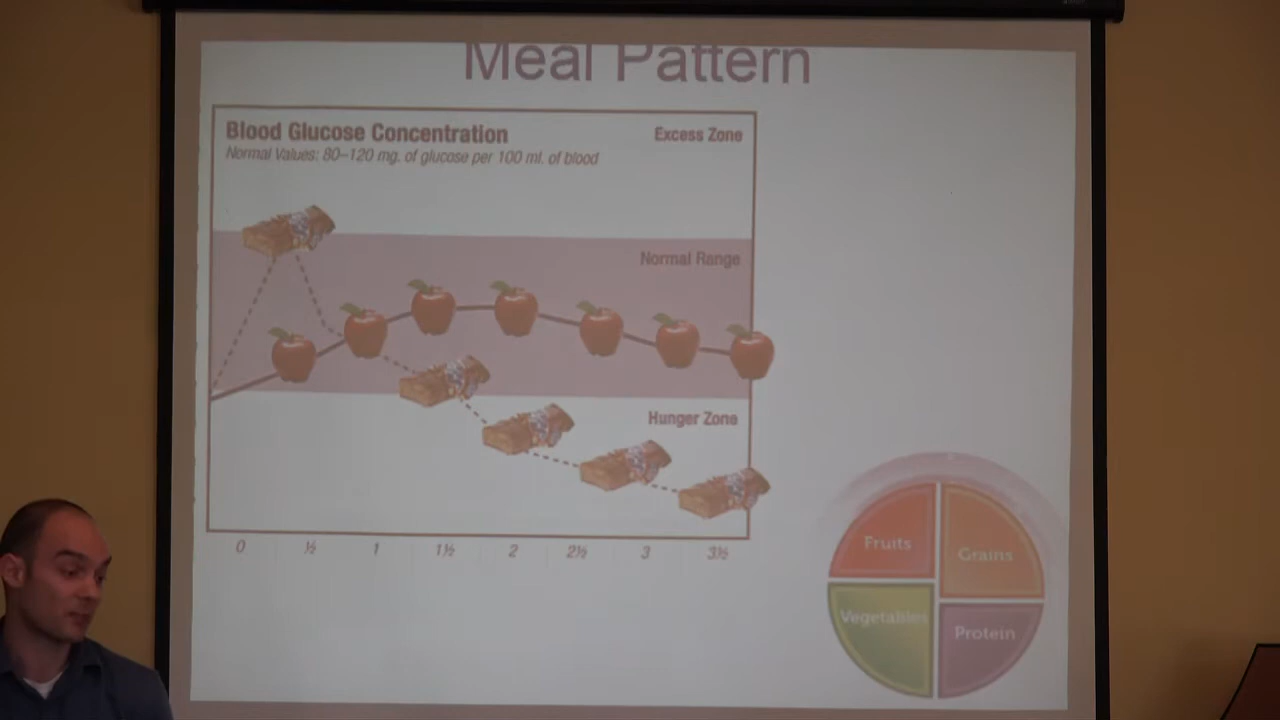 Meal Pattern
Blood Glucose Concentration
Excess Zone
Normal Values: 80–120 mg. of glucose per 100 ml. of blood
Normal Range
Hunger Zone
0 ½ 1 1½ 2 2½ 3 3½
Fruits
Grains
Vegetables
Protein